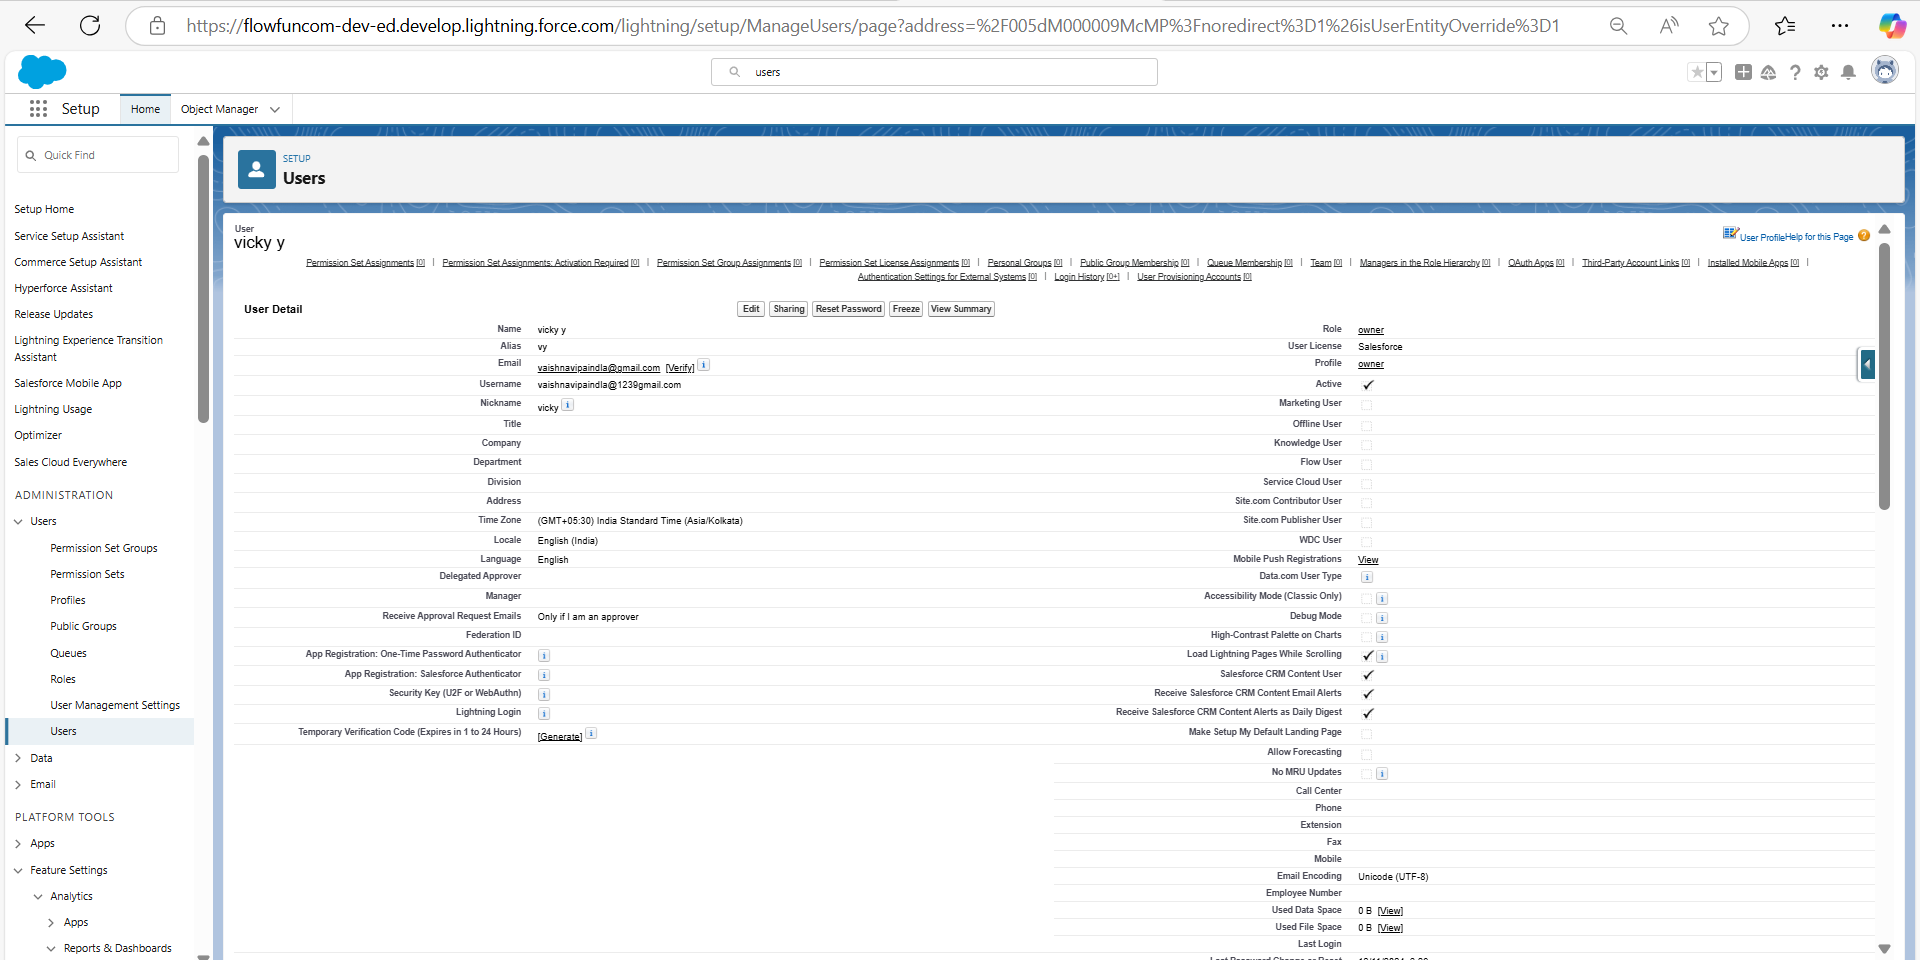 https://flowfuncom-dev-ed.develop.lightning.force.com/lightning/setup/ManageUsers/page?address=%2F005dM000009McMP%3Fnoredirect%3D1%26isUserEntityOverride%3D1
users
Setup
Home
Object Manager
Quick Find
Setup Home
Service Setup Assistant
Commerce Setup Assistant
Hyperforce Assistant
Release Updates
Lightning Experience Transition
Assistant
Salesforce Mobile App
Lightning Usage
Optimizer
Sales Cloud Everywhere
ADMINISTRATION
Users
Permission Set Groups
Permission Sets
Profiles
Public Groups
Queues
Roles
User Management Settings
Users
Data
Email
PLATFORM TOOLS
Apps
Feature Settings
Analytics
Apps
Reports & Dashboards
SETUP
Users
User
vicky y
User Profile Help for this Page
Permission Set Assignments [0] | Permission Set Assignments: Activation Required [0] | Permission Set Group Assignments [0] | Permission Set License Assignments [0] | Personal Groups [0] | Public Group Membership [0] | Queue Membership [0] | Team [0] | Managers in the Role Hierarchy [0] | OAuth Apps [0] | Third-Party Account Links [0] | Installed Mobile Apps [0] |
Authentication Settings for External Systems [0] | Login History [0+] | User Provisioning Accounts [0]
User Detail
Edit Sharing Reset Password Freeze View Summary
Name vicky y
Alias vy
Email vaishnavipaindla@gmail.com [Verify]
Username vaishnavipaindla@1239gmail.com
Nickname vicky
Title
Company
Department
Division
Address
Time Zone (GMT+05:30) India Standard Time (Asia/Kolkata)
Locale English (India)
Language English
Delegated Approver
Manager
Receive Approval Request Emails Only if I am an approver
Federation ID
App Registration: One-Time Password Authenticator
App Registration: Salesforce Authenticator
Security Key (U2F or WebAuthn)
Lightning Login
Temporary Verification Code (Expires in 1 to 24 Hours) [Generate]
Role owner
User License Salesforce
Profile owner
Active
Marketing User
Offline User
Knowledge User
Flow User
Service Cloud User
Site.com Contributor User
Site.com Publisher User
WDC User
Mobile Push Registrations View
Data.com User Type
Accessibility Mode (Classic Only)
Debug Mode
High-Contrast Palette on Charts
Load Lightning Pages While Scrolling
Salesforce CRM Content User
Receive Salesforce CRM Content Email Alerts
Receive Salesforce CRM Content Alerts as Daily Digest
Make Setup My Default Landing Page
Allow Forecasting
No MRU Updates
Call Center
Phone
Extension
Fax
Mobile
Email Encoding Unicode (UTF-8)
Employee Number
Used Data Space 0 B [View]
Used File Space 0 B [View]
Last Login